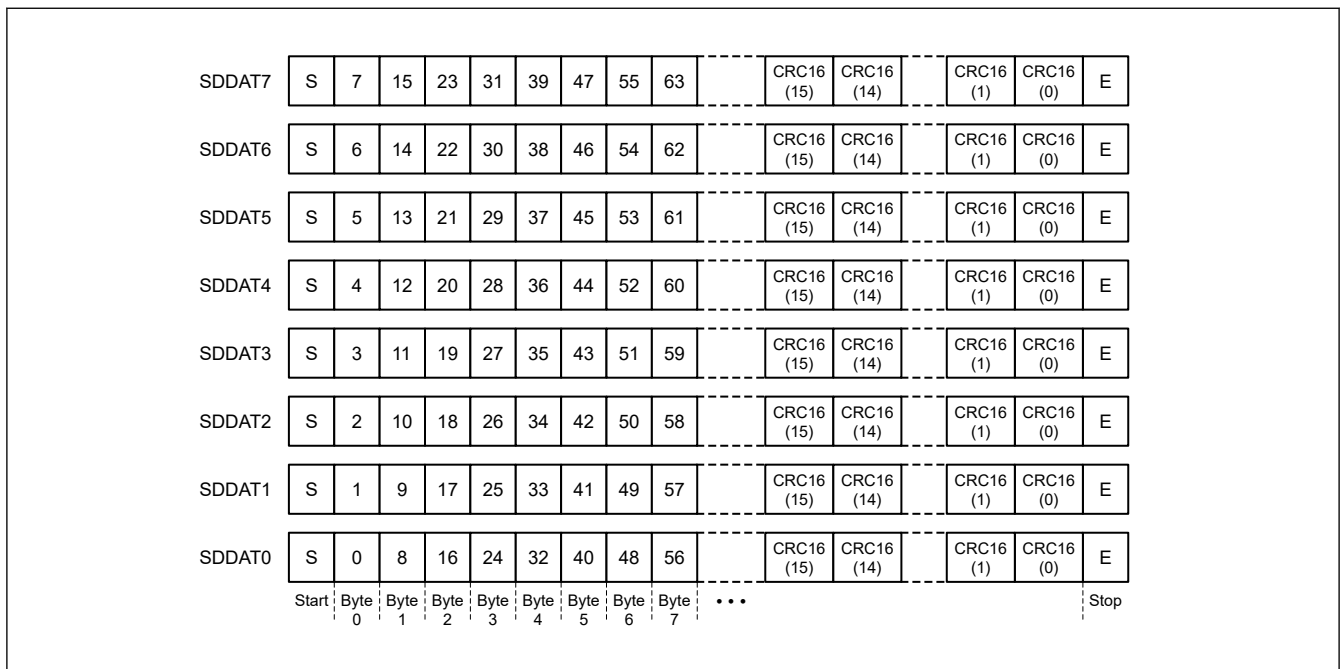 SDDAT7 S 7 15 23 31 39 47 55 63 CRC16 (15) CRC16 (14) CRC16 (1) CRC16 (0) E
SDDAT6 S 6 14 22 30 38 46 54 62 CRC16 (15) CRC16 (14) CRC16 (1) CRC16 (0) E
SDDAT5 S 5 13 21 29 37 45 53 61 CRC16 (15) CRC16 (14) CRC16 (1) CRC16 (0) E
SDDAT4 S 4 12 20 28 36 44 52 60 CRC16 (15) CRC16 (14) CRC16 (1) CRC16 (0) E
SDDAT3 S 3 11 19 27 35 43 51 59 CRC16 (15) CRC16 (14) CRC16 (1) CRC16 (0) E
SDDAT2 S 2 10 18 26 34 42 50 58 CRC16 (15) CRC16 (14) CRC16 (1) CRC16 (0) E
SDDAT1 S 1 9 17 25 33 41 49 57 CRC16 (15) CRC16 (14) CRC16 (1) CRC16 (0) E
SDDAT0 S 0 8 16 24 32 40 48 56 CRC16 (15) CRC16 (14) CRC16 (1) CRC16 (0) E
Start Byte 0 Byte 1 Byte 2 Byte 3 Byte 4 Byte 5 Byte 6 Byte 7 • • • Stop